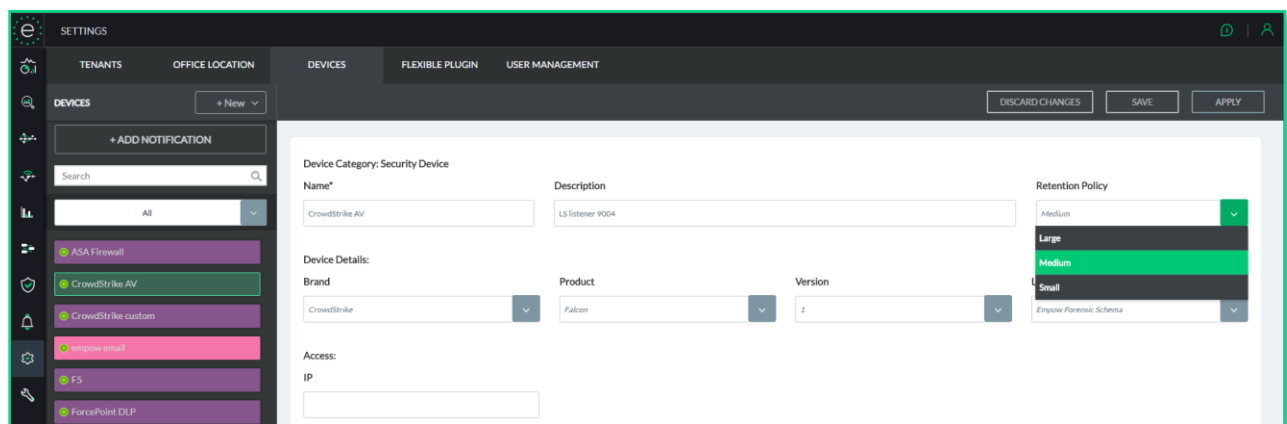 e SETTINGS
TENANTS OFFICE LOCATION DEVICES FLEXIBLE PLUGIN USER MANAGEMENT
DEVICES + New DISCARD CHANGES SAVE APPLY
+ ADD NOTIFICATION
Search
All
ASA Firewall
CrowdStrike AV
CrowdStrike custom
empow email
F5
ForcePoint DLP
Device Category: Security Device
Name* Description Retention Policy
CrowdStrike AV LS listener 9004 Medium
Large
Medium
Small
Device Details:
Brand Product Version
CrowdStrike Falcon 1 Empow Forensic Schema
Access:
IP